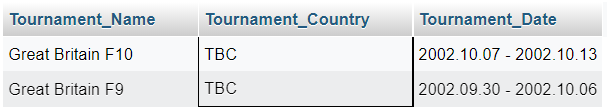 Tournament_Name Tournament_Country Tournament_Date
Great Britain F10 TBC 2002.10.07 - 2002.10.13
Great Britain F9 TBC 2002.09.30 - 2002.10.06